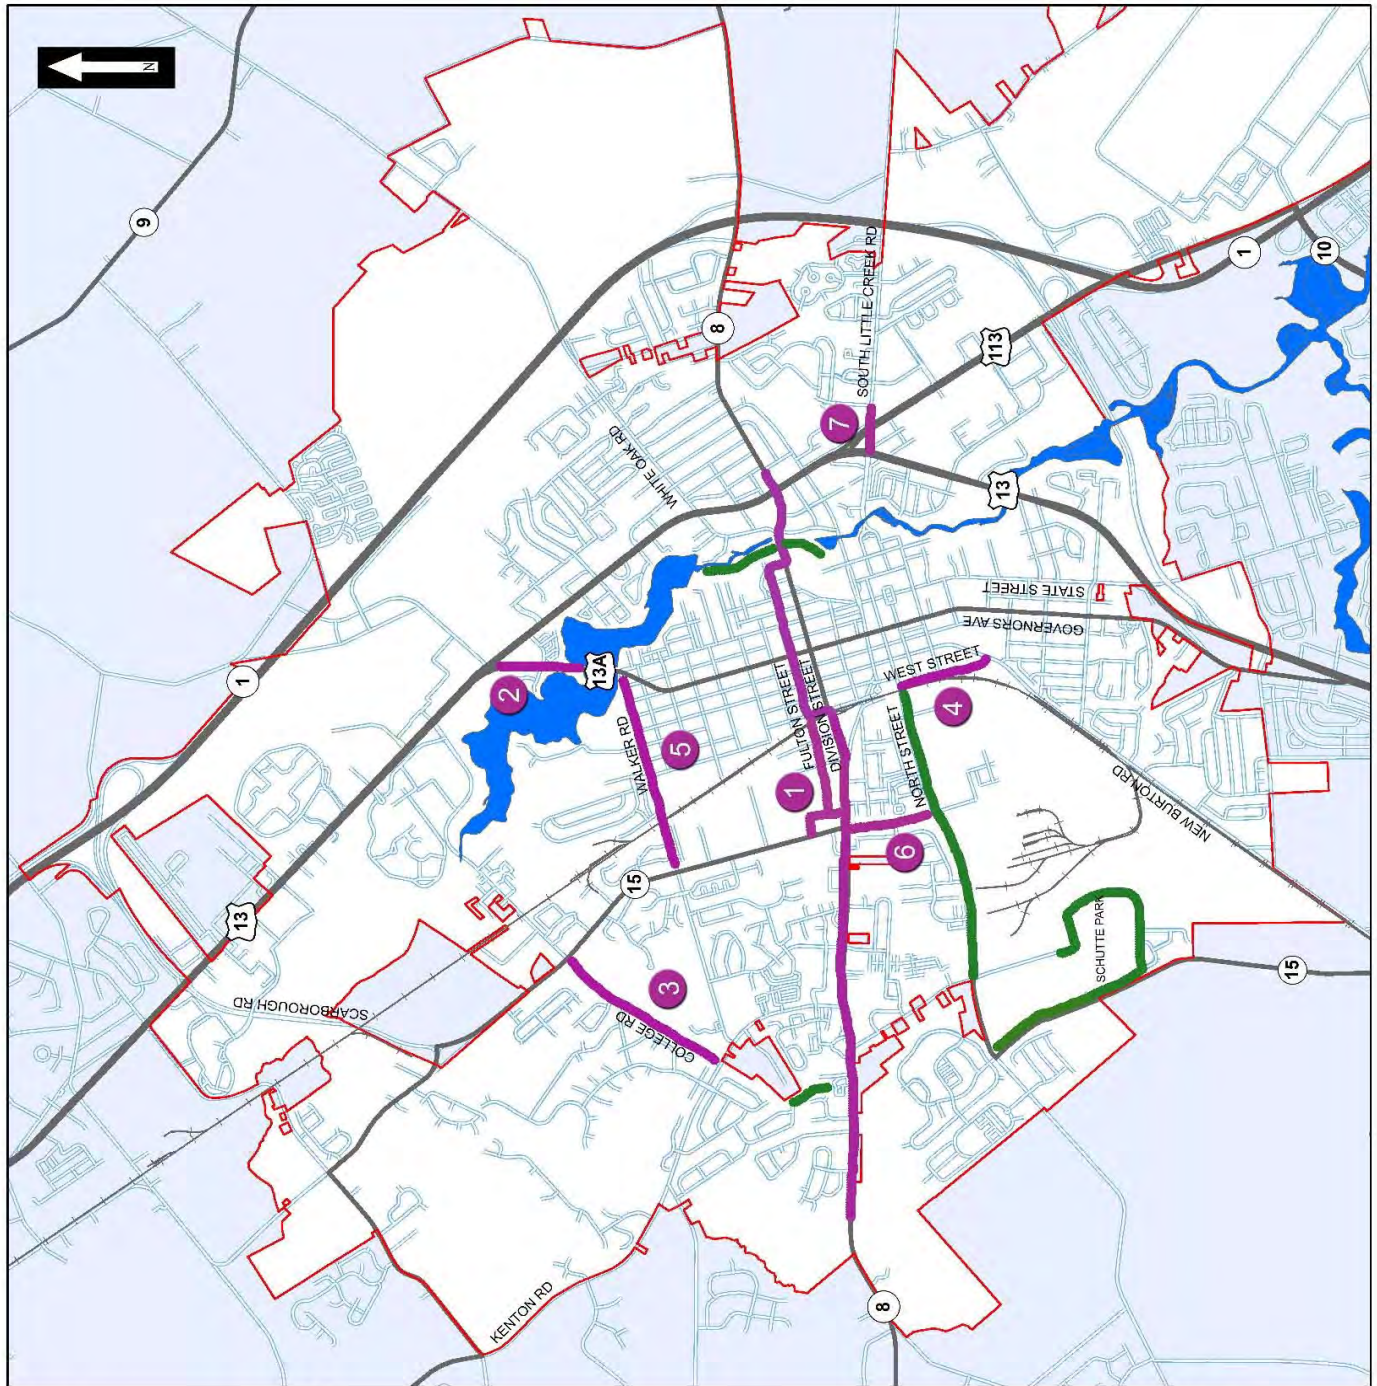 N
9
1
8
SOUTH LITTLE CREEK RD
1
10
113
7
WHITE OAK RD
13
STATE STREET
GOVERNORS AVE
WEST STREET
2
13A
FULTON STREET
DIVISION STREET
4
NORTH STREET
WALKER RD
5
1
NEW BURTON RD
6
13
15
SCHUTTE PARK
15
3
COLLEGE RD
SCARBOROUGH RD
KENTON RD
8